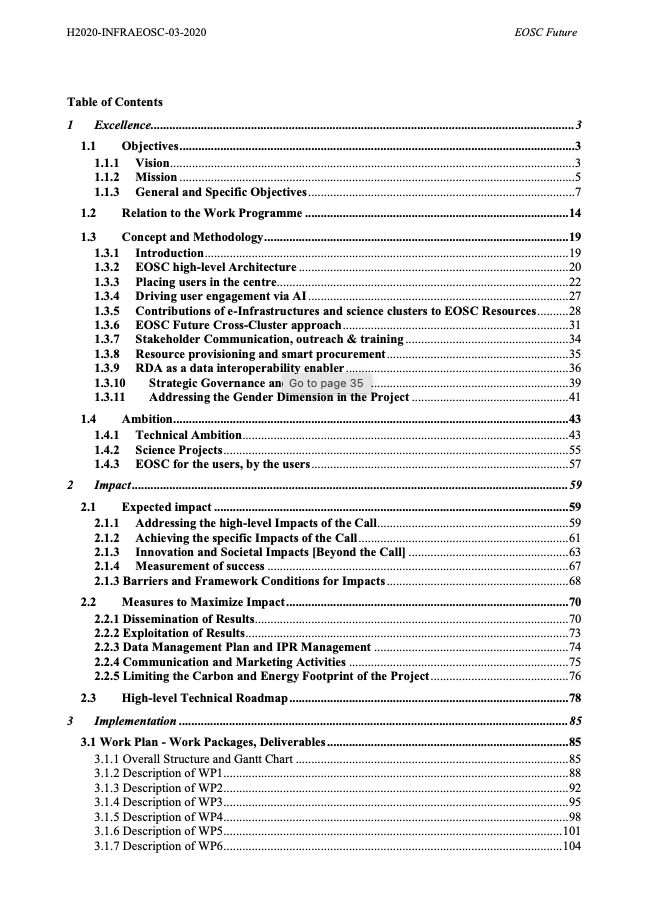 H2020-INFRAEOSC-03-2020 EOSC Future
Table of Contents
1 Excellence.....3
1.1 Objectives.....3
1.1.1 Vision.....3
1.1.2 Mission.....5
1.1.3 General and Specific Objectives.....7
1.2 Relation to the Work Programme.....14
1.3 Concept and Methodology.....19
1.3.1 Introduction.....19
1.3.2 EOSC high-level Architecture.....20
1.3.3 Placing users in the centre.....22
1.3.4 Driving user engagement via AI.....27
1.3.5 Contributions of e-Infrastructures and science clusters to EOSC Resources.....28
1.3.6 EOSC Future Cross-Cluster approach.....31
1.3.7 Stakeholder Communication, outreach & training.....34
1.3.8 Resource provisioning and smart procurement.....35
1.3.9 RDA as a data interoperability enabler.....36
1.3.10 Strategic Governance an Go to page 35.....39
1.3.11 Addressing the Gender Dimension in the Project.....41
1.4 Ambition.....43
1.4.1 Technical Ambition.....43
1.4.2 Science Projects.....55
1.4.3 EOSC for the users, by the users.....57
2 Impact.....59
2.1 Expected impact.....59
2.1.1 Addressing the high-level Impacts of the Call.....59
2.1.2 Achieving the specific Impacts of the Call.....61
2.1.3 Innovation and Societal Impacts [Beyond the Call].....63
2.1.4 Measurement of success.....67
2.1.3 Barriers and Framework Conditions for Impacts.....68
2.2 Measures to Maximize Impact.....70
2.2.1 Dissemination of Results.....70
2.2.2 Exploitation of Results.....73
2.2.3 Data Management Plan and IPR Management.....74
2.2.4 Communication and Marketing Activities.....75
2.2.5 Limiting the Carbon and Energy Footprint of the Project.....76
2.3 High-level Technical Roadmap.....78
3 Implementation.....85
3.1 Work Plan - Work Packages, Deliverables.....85
3.1.1 Overall Structure and Gantt Chart.....85
3.1.2 Description of WP1.....88
3.1.3 Description of WP2.....92
3.1.4 Description of WP3.....95
3.1.5 Description of WP4.....98
3.1.6 Description of WP5.....101
3.1.7 Description of WP6.....104